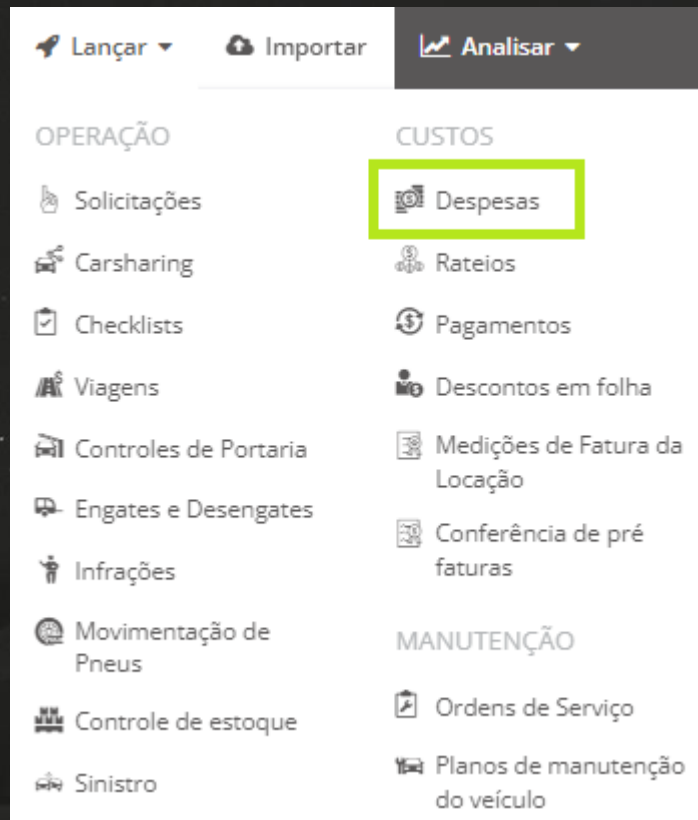 Lançar
Importar
Analisar
OPERAÇÃO
Solicitações
Carsharing
Checklists
Viagens
Controles de Portaria
Engates e Desengates
Infrações
Movimentação de
Pneus
Controle de estoque
Sinistro
CUSTOS
Despesas
Rateios
Pagamentos
Descontos em folha
Medições de Fatura da
Locação
Conferência de pré
faturas
MANUTENÇÃO
Ordens de Serviço
Planos de manutenção
do veículo